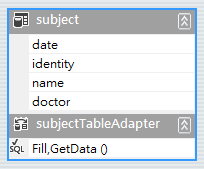 subject
date
identity
name
doctor
subjectTableAdapter
SQL Fill,GetData ()